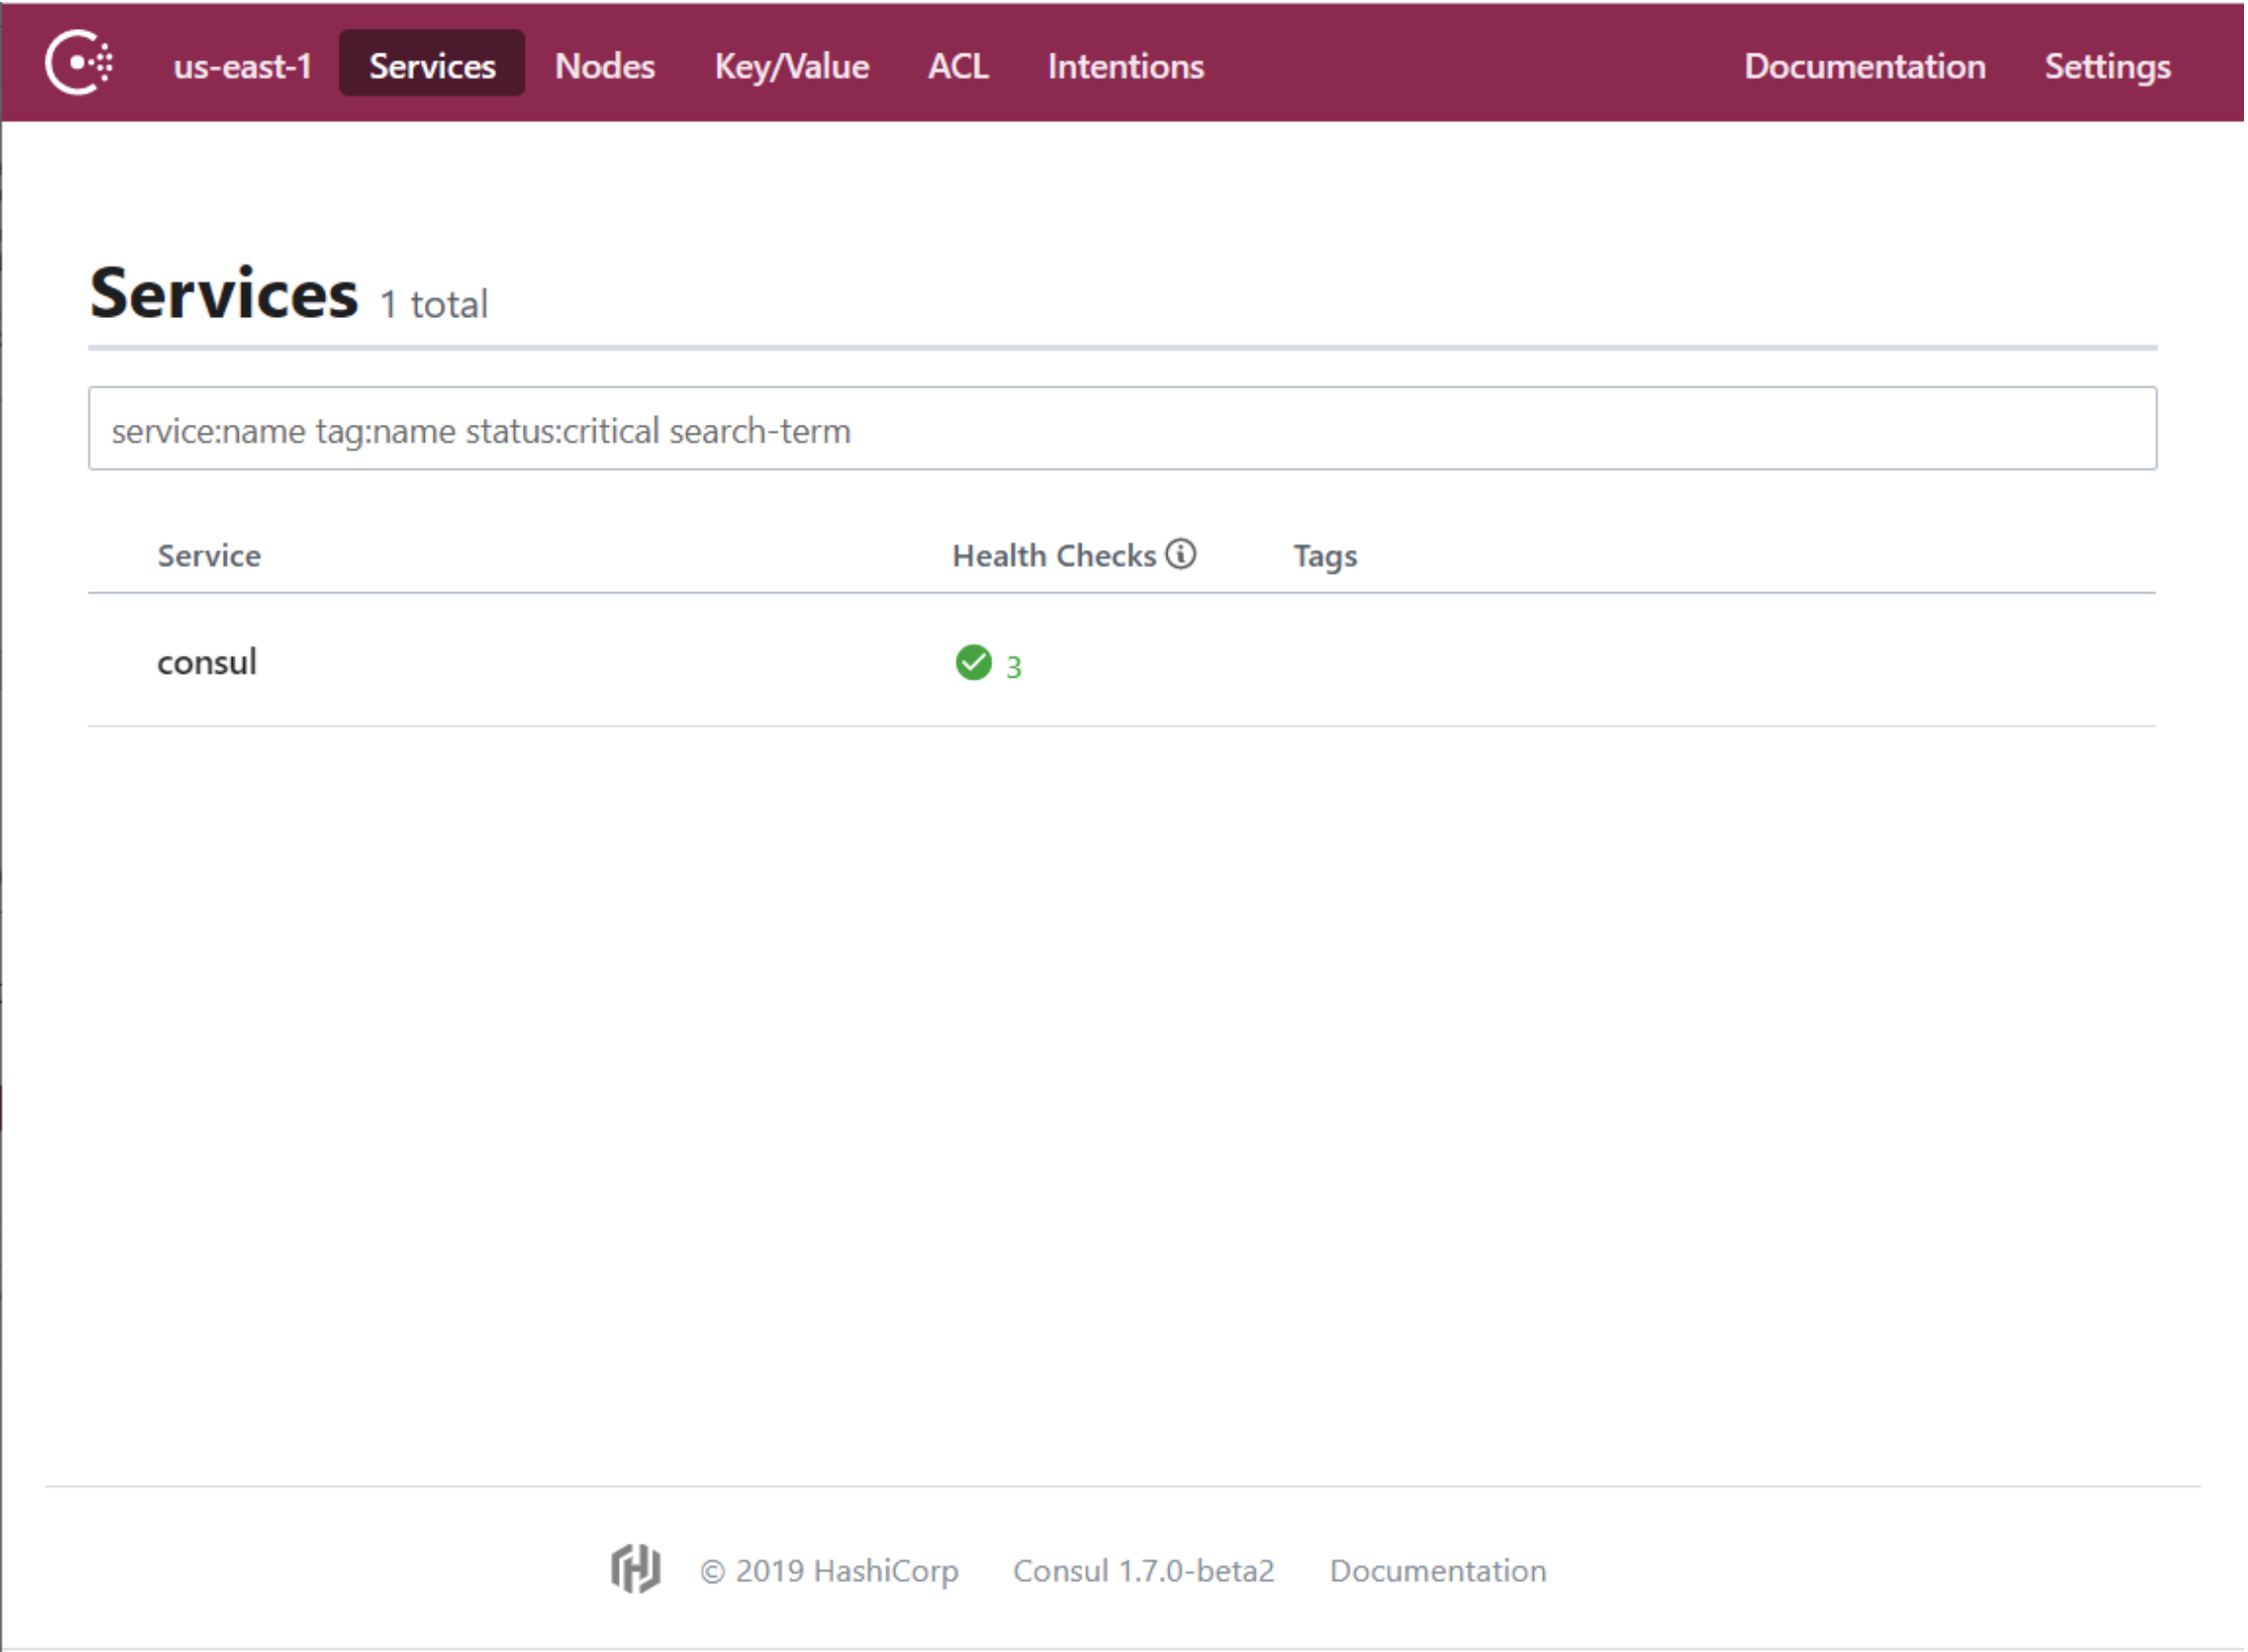 us-east-1 Services Nodes Key/Value ACL Intentions Documentation Settings
Services 1 total
service:name tag:name status:critical search-term
Service Health Checks Tags
consul 3
© 2019 HashiCorp Consul 1.7.0-beta2 Documentation